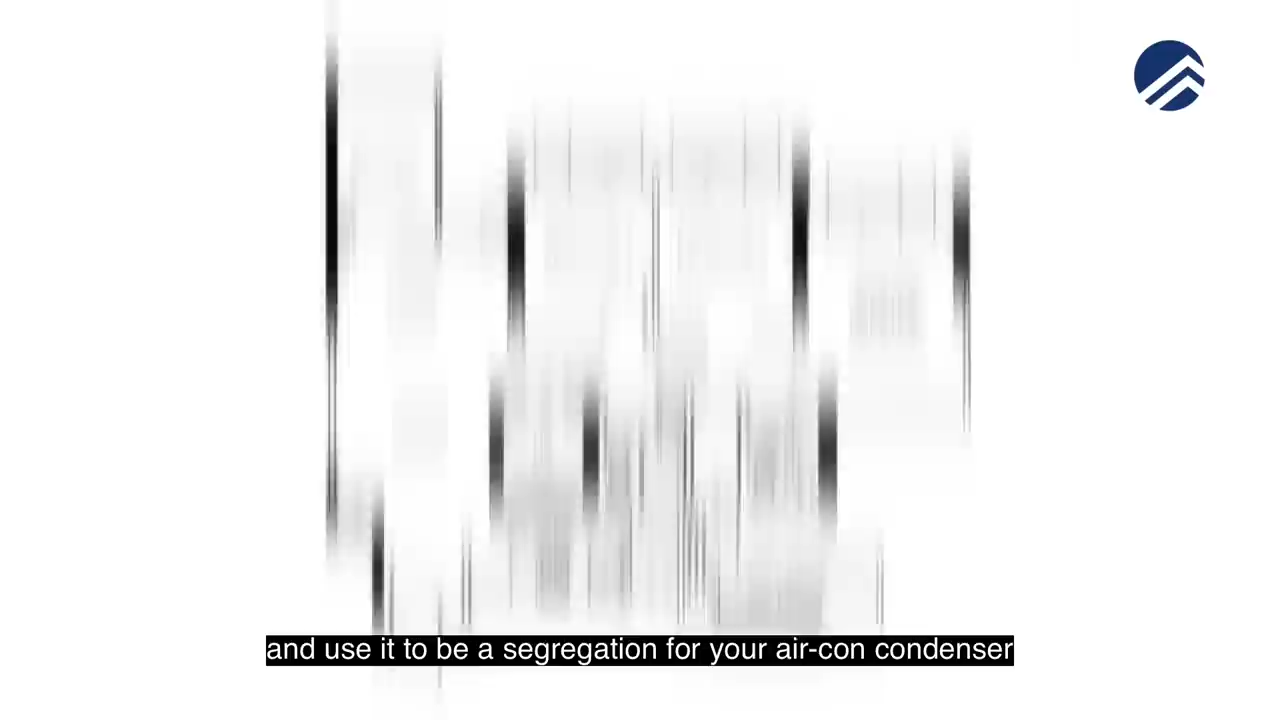 and use it to be a segregation for your air-con condenser